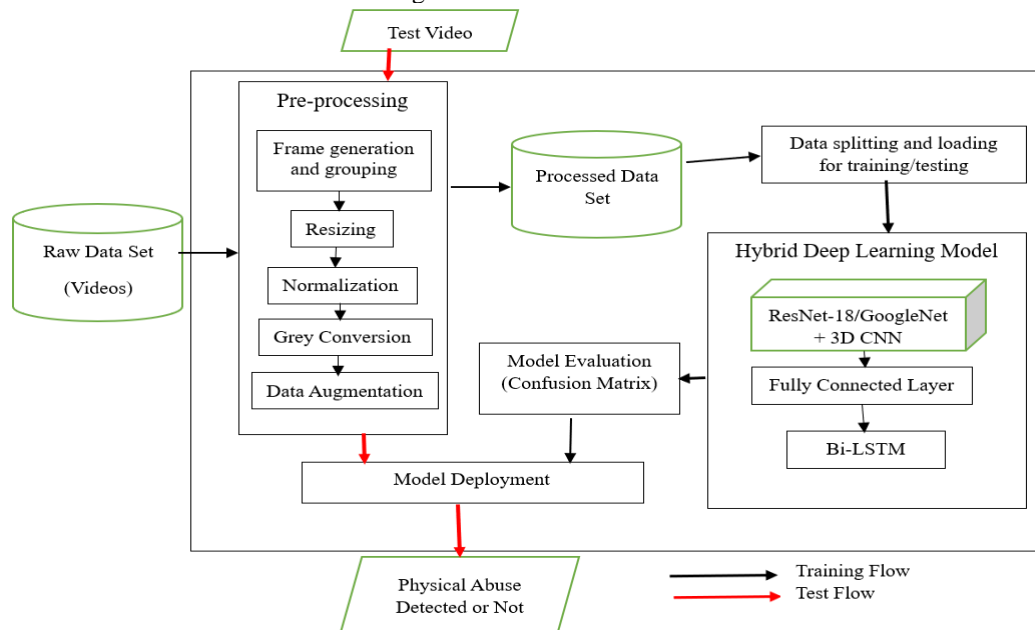 Test Video
Pre-processing
Frame generation
and grouping
Resizing
Normalization
Grey Conversion
Data Augmentation
Raw Data Set
(Videos)
Processed Data
Set
Data splitting and loading
for training/testing
Hybrid Deep Learning Model
ResNet-18/GoogleNet
+ 3D CNN
Fully Connected Layer
Bi-LSTM
Model Evaluation
(Confusion Matrix)
Model Deployment
Physical Abuse
Detected or Not
Training Flow
Test Flow